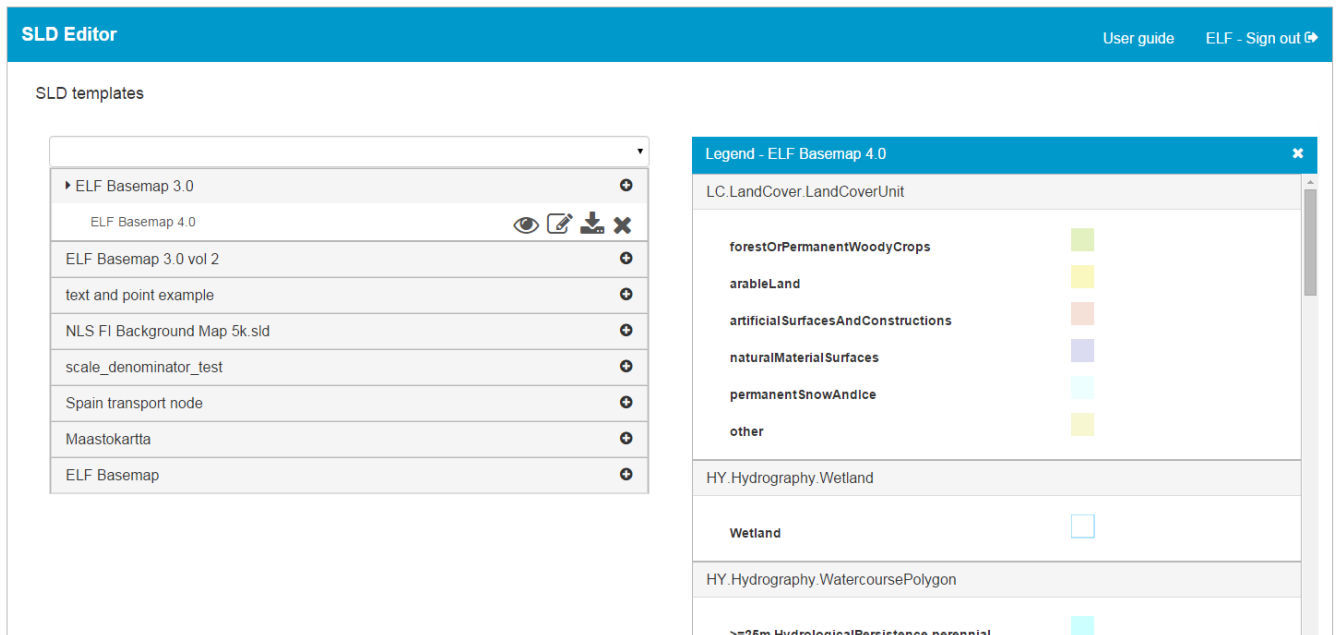 SLD Editor
User guide
ELF - Sign out
SLD templates
ELF Basemap 3.0
ELF Basemap 4.0
ELF Basemap 3.0 vol 2
text and point example
NLS FI Background Map 5k.sld
scale_denominator_test
Spain transport node
Maastokartta
ELF Basemap
Legend - ELF Basemap 4.0
LC.LandCover.LandCoverUnit
forestOrPermanentWoodyCrops
arableLand
artificialSurfacesAndConstructions
naturalMaterialSurfaces
permanentSnowAndIce
other
HY.Hydrography.Wetland
Wetland
HY.Hydrography.WatercoursePolygon
>=25m HydrologicalPersistence perennial